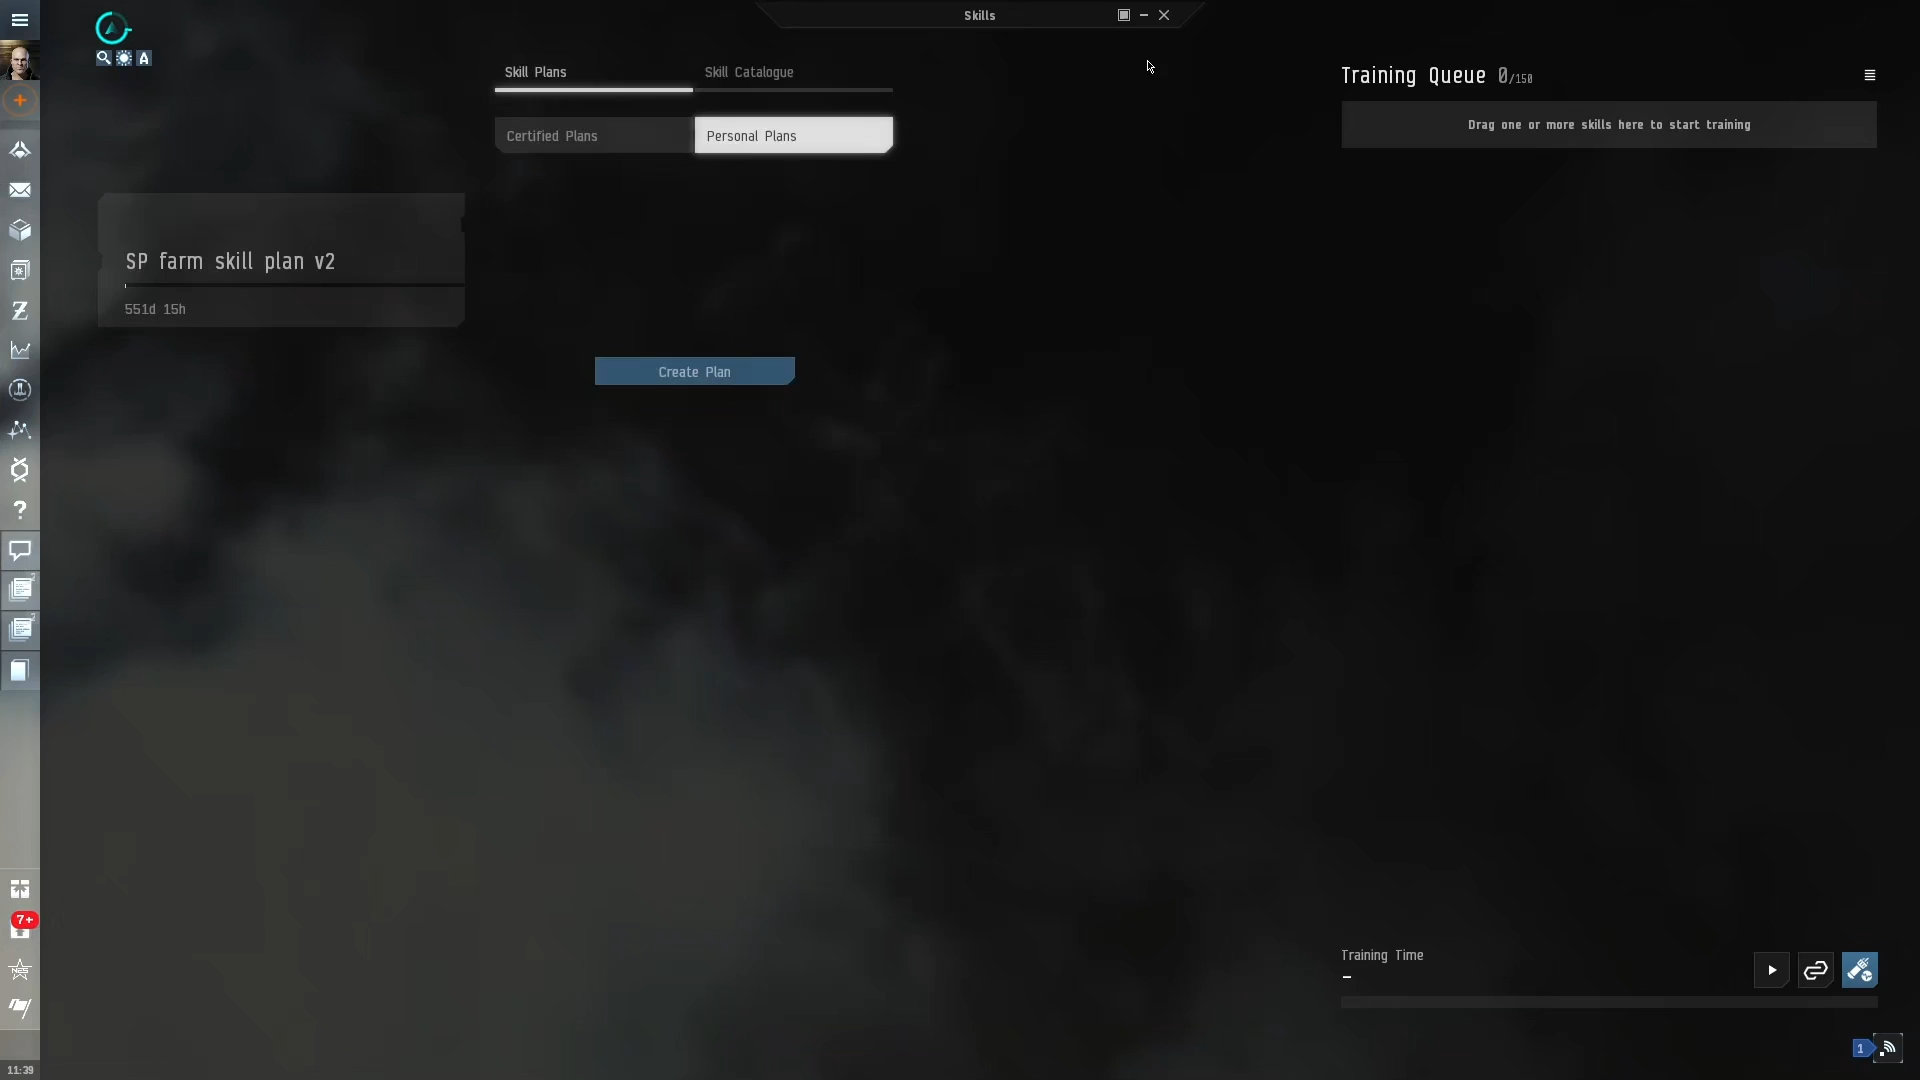 Skills
A
Skill Plans
Skill Catalogue
Certified Plans
Personal Plans
Training Queue 0/150
Drag one or more skills here to start training
SP farm skill plan v2
551d 15h
Create Plan
?
7+
NES
Training Time
–
1
11:39